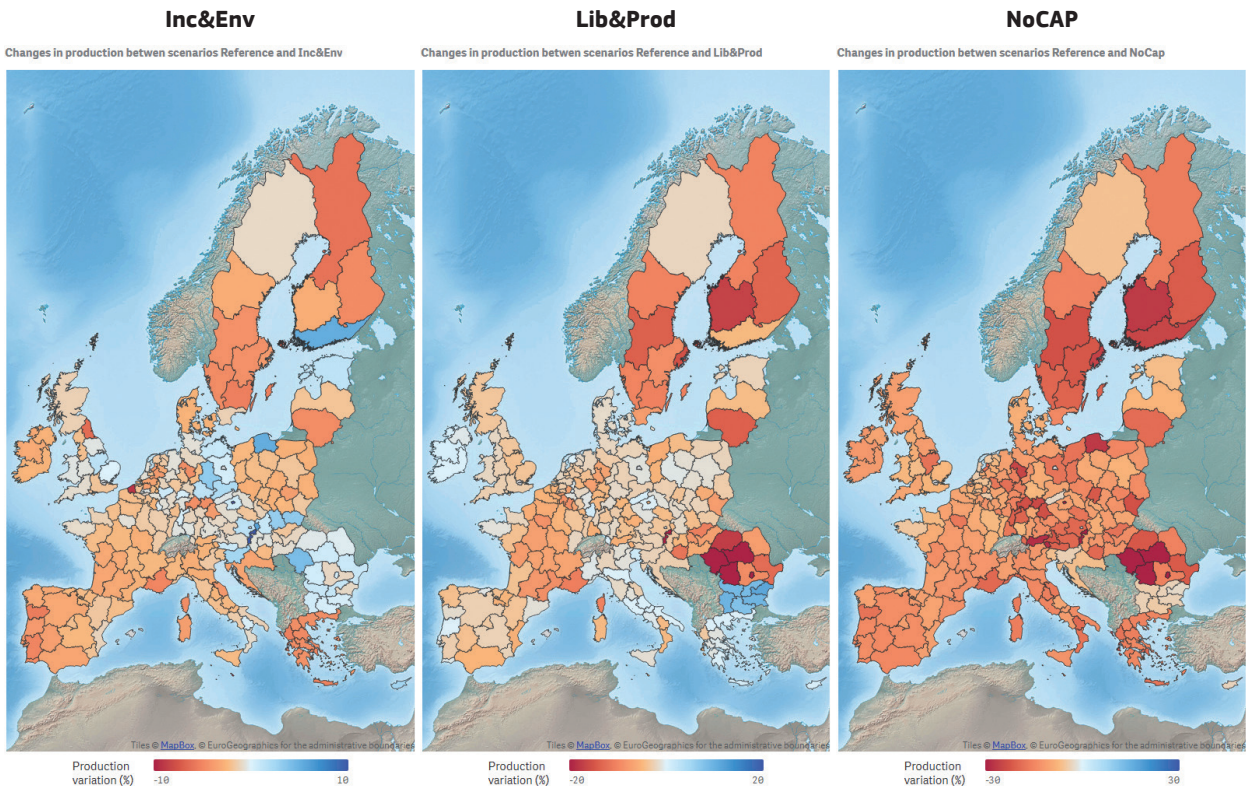 Inc&Env
Lib&Prod
NoCAP
Changes in production betwen scenarios Reference and Inc&Env
Changes in production betwen scenarios Reference and Lib&Prod
Changes in production betwen scenarios Reference and NoCap
Tiles © MapBox, © EuroGeographics for the administrative boundaries
Tiles © MapBox, © EuroGeographics for the administrative boundaries
Tiles © MapBox, © EuroGeographics for the administrative boundaries
Production
variation (%)
-10
10
Production
variation (%)
-20
20
Production
variation (%)
-30
30